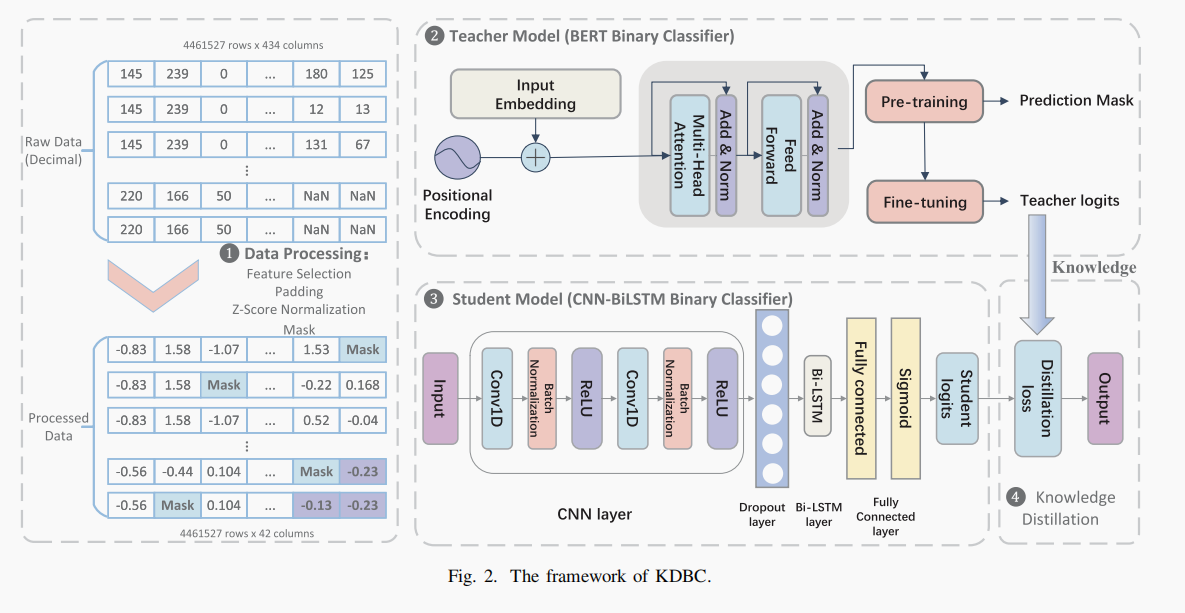 4461527 rows x 434 columns
145 239 0 ... 180 125
145 239 0 ... 12 13
145 239 0 ... 131 67
⋮
220 166 50 ... NaN NaN
220 166 50 ... NaN NaN
Raw Data
(Decimal)
1 Data Processing:
Feature Selection
Padding
Z-Score Normalization
Mask
-0.83 1.58 -1.07 ... 1.53 Mask
-0.83 1.58 Mask ... -0.22 0.168
-0.83 1.58 -1.07 ... 0.52 -0.04
⋮
-0.56 -0.44 0.104 ... Mask -0.23
-0.56 Mask 0.104 ... -0.13 -0.23
Processed
Data
4461527 rows x 42 columns
2 Teacher Model (BERT Binary Classifier)
Input
Embedding
Positional
Encoding
Multi-Head
Attention
Add & Norm
Feed
Forward
Add & Norm
Pre-training
Prediction Mask
Fine-tuning
Teacher logits
Knowledge
3 Student Model (CNN-BiLSTM Binary Classifier)
Input
Conv1D
Batch
Normalization
ReLU
Conv1D
Batch
Normalization
ReLU
CNN layer
Dropout
layer
Bi-LSTM
Bi-LSTM
layer
Fully connected
Sigmoid
Fully
Connected
layer
Student
logits
Distillation
loss
Output
4 Knowledge
Distillation
Fig. 2. The framework of KDBC.